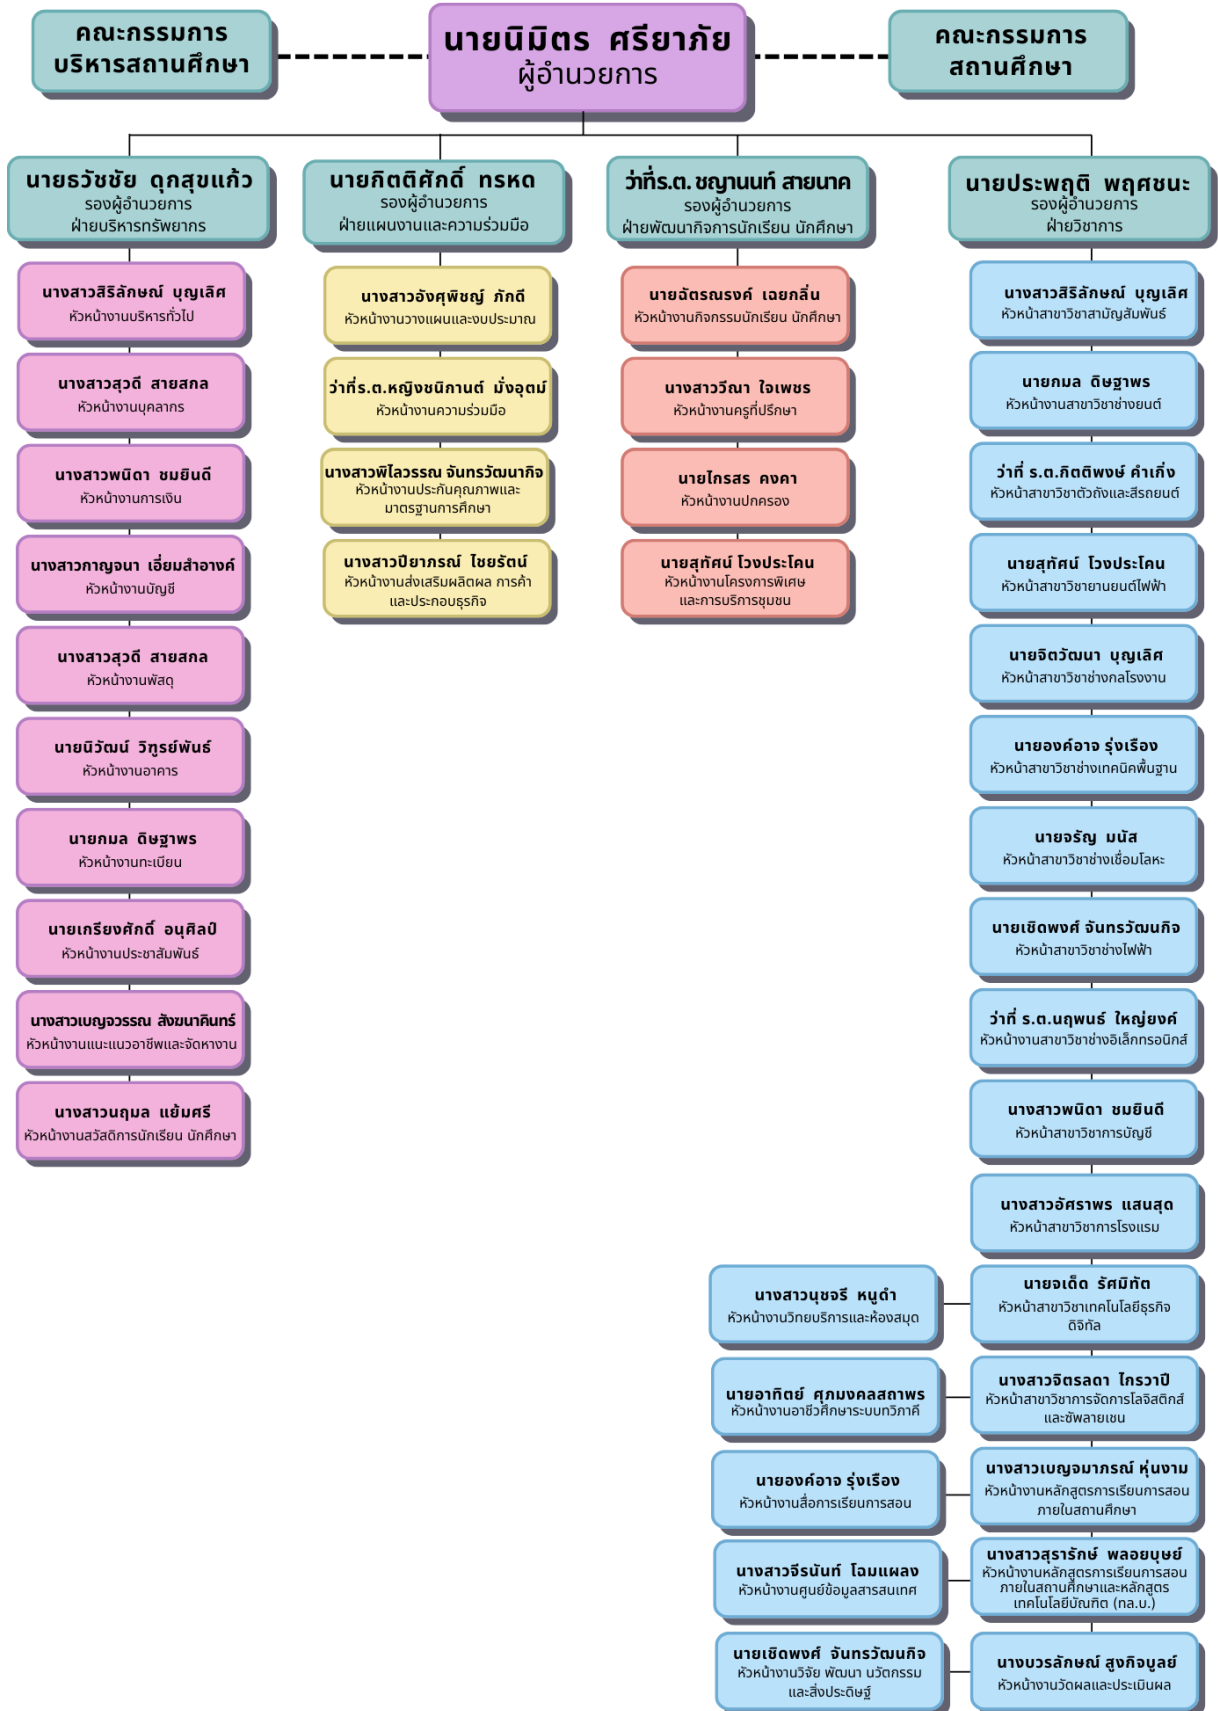 คณะกรรมการ
บริหารสถานศึกษา
นายนิมิตร ศรียาภัย
ผู้อำนวยการ
คณะกรรมการ
สถานศึกษา
นายธวัชชัย ดุกสุขแก้ว
รองผู้อำนวยการ
ฝ่ายบริหารทรัพยากร
นางสาวสิริลักษณ์ บุญเลิศ
หัวหน้างานบริหารทั่วไป
นางสาวสุวดี สายสกล
หัวหน้างานบุคลากร
นางสาวพนิดา ชมยินดี
หัวหน้างานการเงิน
นางสาวกาญจนา เอี่ยมสำอางค์
หัวหน้างานบัญชี
นางสาวสุวดี สายสกล
หัวหน้างานพัสดุ
นายนิวัฒน์ วิฑูรย์พันธ์
หัวหน้างานอาคาร
นายกมล ดิษฐาพร
หัวหน้างานทะเบียน
นายเกรียงศักดิ์ อนุศิลป์
หัวหน้างานประชาสัมพันธ์
นางสาวเบญจวรรณ สังฆนาคินทร์
หัวหน้างานแนะแนวอาชีพและจัดหางาน
นางสาวนฤมล แย้มศรี
หัวหน้างานสวัสดิการนักเรียน นักศึกษา
นายกิตติศักดิ์ ทรหด
รองผู้อำนวยการ
ฝ่ายแผนงานและความร่วมมือ
นางสาวอังศุพิชญ์ ภักดี
หัวหน้างานวางแผนและงบประมาณ
ว่าที่ร.ต.หญิงชนิกานต์ มั่งอุตม์
หัวหน้างานความร่วมมือ
นางสาวพิไลวรรณ จันทรวัฒนากิจ
หัวหน้างานประกันคุณภาพและ
มาตรฐานการศึกษา
นางสาวปิยาภรณ์ ไชยรัตน์
หัวหน้างานส่งเสริมผลิตผล การค้า
และประกอบธุรกิจ
ว่าที่ร.ต. ชญานนท์ สายนาค
รองผู้อำนวยการ
ฝ่ายพัฒนากิจการนักเรียน นักศึกษา
นายฉัตรณรงค์ เฉยกลิ่น
หัวหน้างานกิจกรรมนักเรียน นักศึกษา
นางสาววีณา ใจเพชร
หัวหน้างานครูที่ปรึกษา
นายไกรสร คงคา
หัวหน้างานปกครอง
นายสุทัศน์ โวงประโคน
หัวหน้างานโครงการพิเศษ
และการบริการชุมชน
นายประพฤติ พฤศชนะ
รองผู้อำนวยการ
ฝ่ายวิชาการ
นางสาวสิริลักษณ์ บุญเลิศ
หัวหน้าสาขาวิชาสามัญสัมพันธ์
นายกมล ดิษฐาพร
หัวหน้างานสาขาวิชาช่างยนต์
ว่าที่ ร.ต.กิตติพงษ์ คำเกิ่ง
หัวหน้าสาขาวิชาตัวถังและสีรถยนต์
นายสุทัศน์ โวงประโคน
หัวหน้าสาขาวิชายานยนต์ไฟฟ้า
นายจิตวัฒนา บุญเลิศ
หัวหน้าสาขาวิชาช่างกลโรงงาน
นายองค์อาจ รุ่งเรือง
หัวหน้าสาขาวิชาช่างเทคนิคพื้นฐาน
นายจรัญ มนัส
หัวหน้าสาขาวิชาช่างเชื่อมโลหะ
นายเชิดพงศ์ จันทรวัฒนกิจ
หัวหน้าสาขาวิชาช่างไฟฟ้า
ว่าที่ ร.ต.นฤพนธ์ ใหญ่ยงค์
หัวหน้างานสาขาวิชาช่างอิเล็กทรอนิกส์
นางสาวพนิดา ชมยินดี
หัวหน้าสาขาวิชาการบัญชี
นางสาวอัศราพร แสนสุด
หัวหน้าสาขาวิชาการโรงแรม
นางสาวนุชจรี หนูดำ
หัวหน้างานวิทยบริการและห้องสมุด
นายจเด็ด รัศมิทัต
หัวหน้าสาขาวิชาเทคโนโลยีธุรกิจ
ดิจิทัล
นายอาทิตย์ ศุภมงคลสถาพร
หัวหน้างานอาชีวศึกษาระบบทวิภาคี
นางสาวจิตรลดา ไกรวาปี
หัวหน้าสาขาวิชาการจัดการโลจิสติกส์
และซัพลายเชน
นายองค์อาจ รุ่งเรือง
หัวหน้างานสื่อการเรียนการสอน
นางสาวเบญจมาภรณ์ หุ่นงาม
หัวหน้างานหลักสูตรการเรียนการสอน
ภายในสถานศึกษา
นางสาวจีรนันท์ โฉมแผลง
หัวหน้างานศูนย์ข้อมูลสารสนเทศ
นางสาวสุรารักษ์ พลอยบุษย์
หัวหน้างานหลักสูตรการเรียนการสอน
ภายในสถานศึกษาและหลักสูตร
เทคโนโลยีบัณฑิต (ทล.บ.)
นายเชิดพงศ์ จันทรวัฒนกิจ
หัวหน้างานวิจัย พัฒนา นวัตกรรม
และสิ่งประดิษฐ์
นางบวรลักษณ์ สูงกิจบูลย์
หัวหน้างานวัดผลและประเมินผล